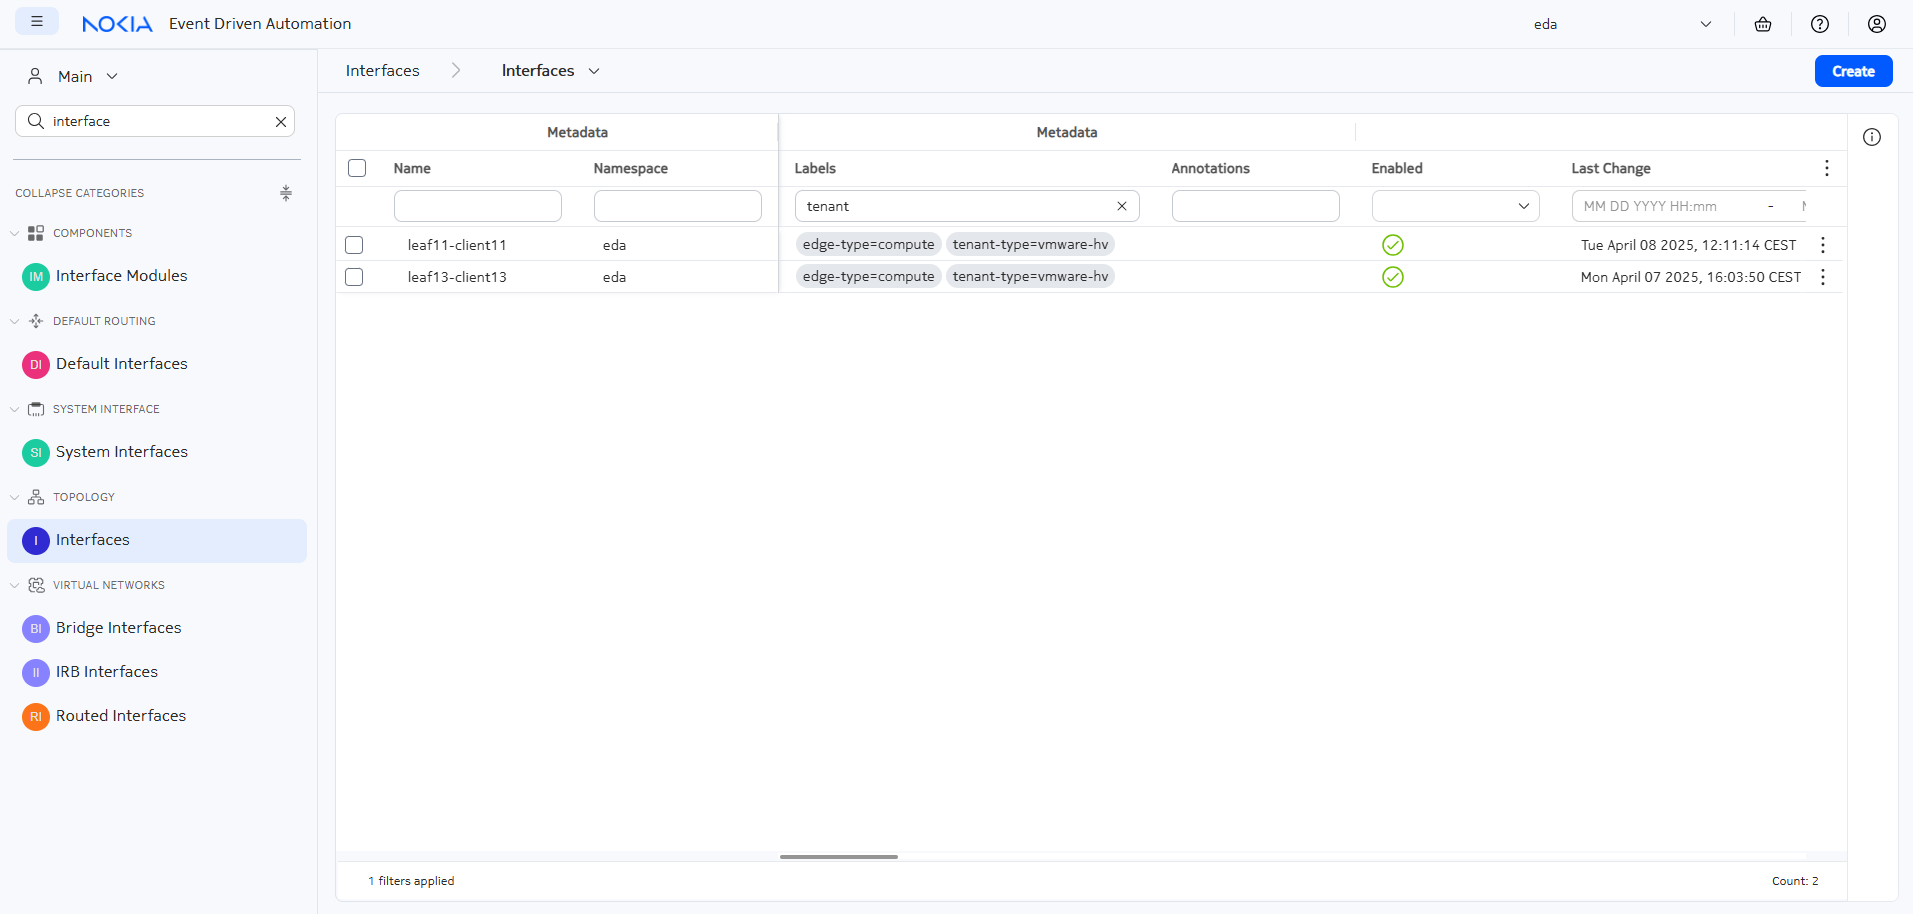 NOKIA Event Driven Automation eda
Main
Interfaces Interfaces Create
interface
COLLAPSE CATEGORIES
COMPONENTS
IM Interface Modules
DEFAULT ROUTING
DI Default Interfaces
SYSTEM INTERFACE
SI System Interfaces
TOPOLOGY
I Interfaces
VIRTUAL NETWORKS
BI Bridge Interfaces
II IRB Interfaces
RI Routed Interfaces
Metadata Metadata
Name Namespace Labels Annotations Enabled Last Change
tenant MM DD YYYY HH:mm -
leaf11-client11 eda edge-type=compute tenant-type=vmware-hv Tue April 08 2025, 12:11:14 CEST
leaf13-client13 eda edge-type=compute tenant-type=vmware-hv Mon April 07 2025, 16:03:50 CEST
1 filters applied Count: 2